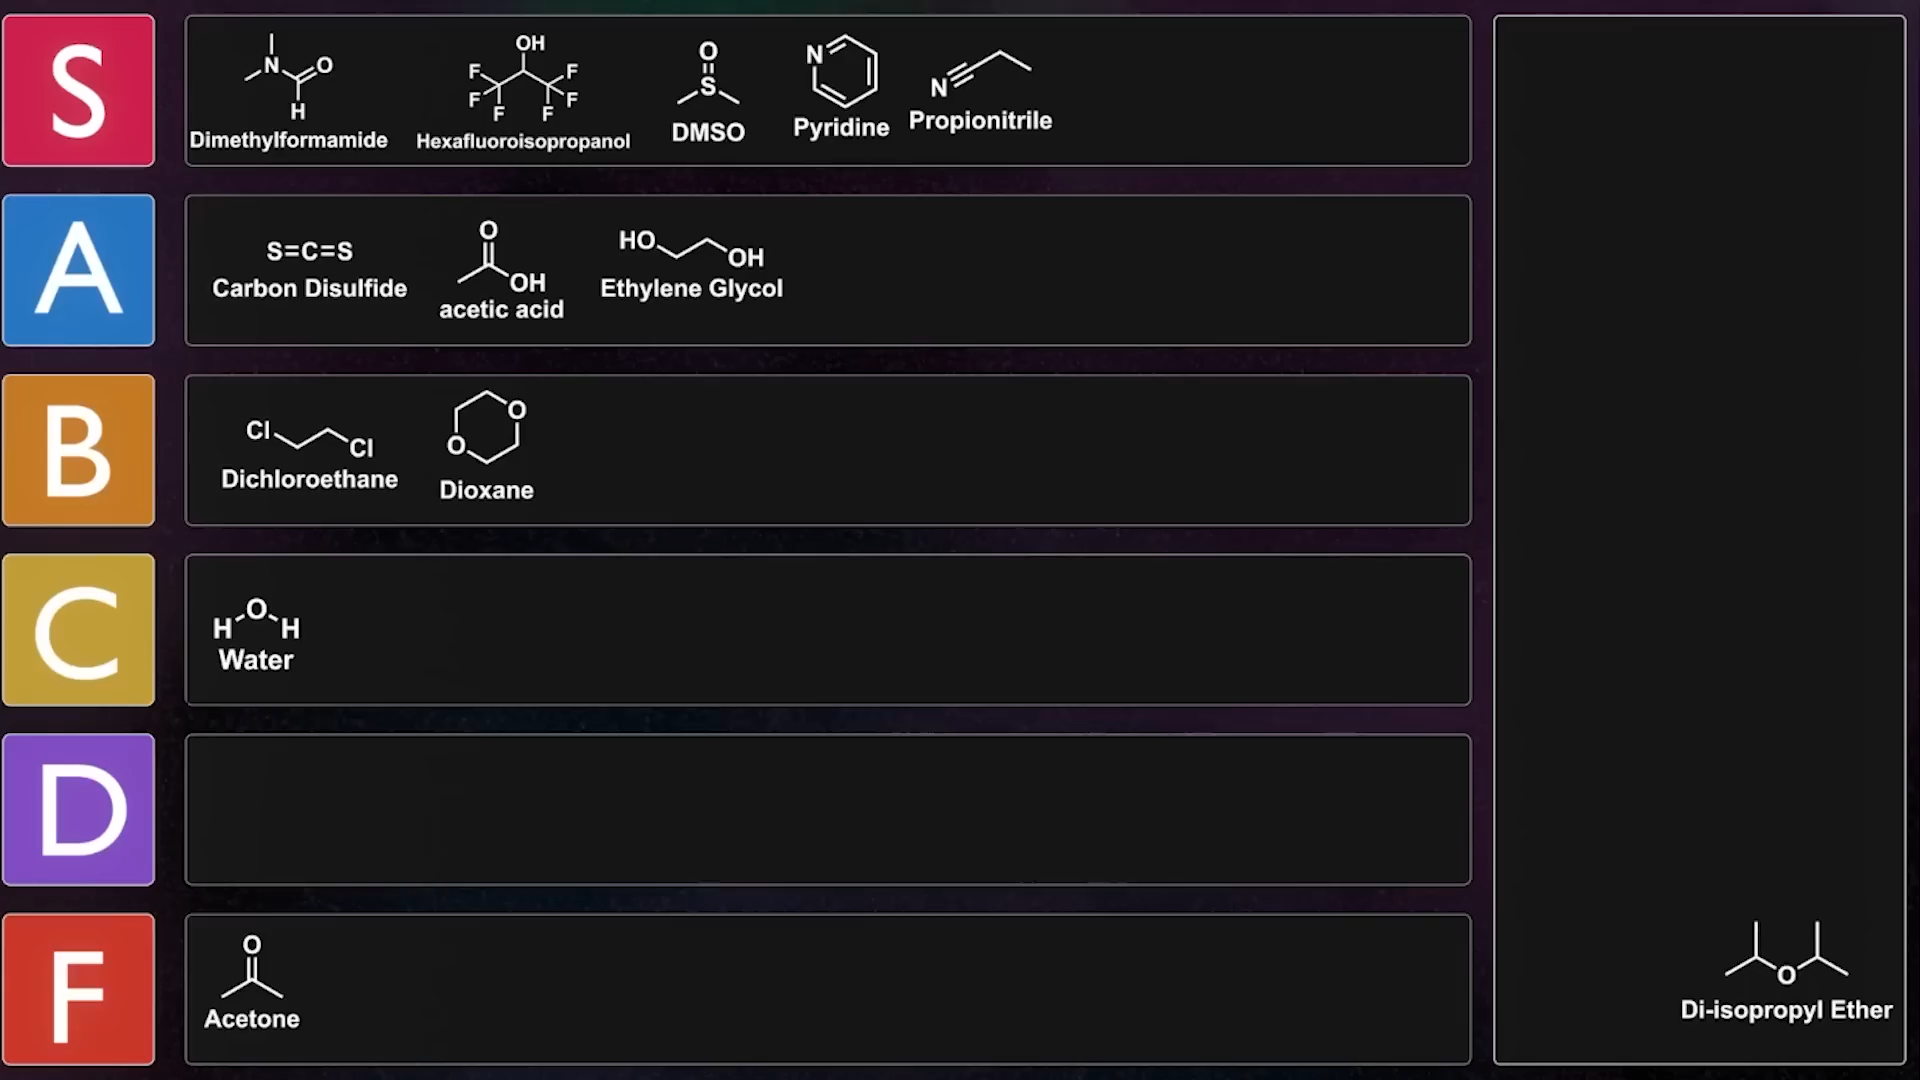 S
N
O
H
Dimethylformamide
OH
F F
F F
F F
Hexafluoroisopropanol
O
S
DMSO
N
Pyridine
N
Propionitrile
A
S=C=S
Carbon Disulfide
O
OH
acetic acid
HO
OH
Ethylene Glycol
B
Cl
Cl
Dichloroethane
O
O
Dioxane
C
O
H H
Water
D
F
O
Acetone
O
Di-isopropyl Ether